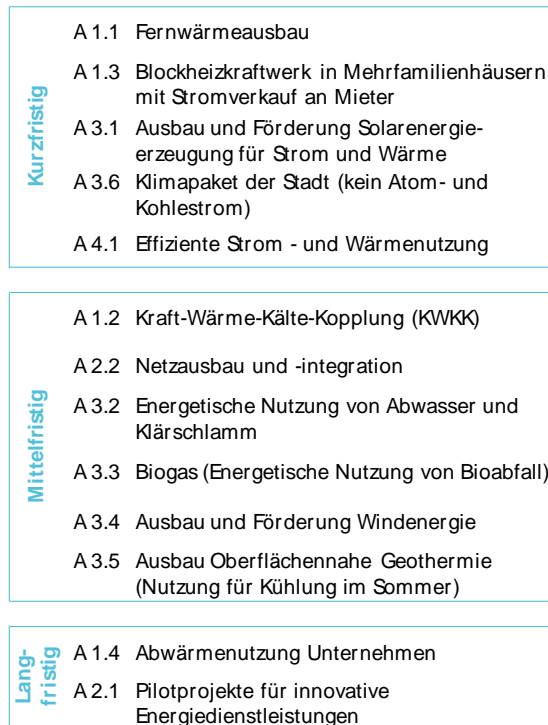 Kurzfristig
A 1.1 Fernwärmeausbau
A 1.3 Blockheizkraftwerk in Mehrfamilienhäusern
mit Stromverkauf an Mieter
A 3.1 Ausbau und Förderung Solarenergie-
erzeugung für Strom und Wärme
A 3.6 Klimapaket der Stadt (kein Atom- und
Kohlestrom)
A 4.1 Effiziente Strom - und Wärmenutzung
Mittelfristig
A 1.2 Kraft-Wärme-Kälte-Kopplung (KWKK)
A 2.2 Netzausbau und -integration
A 3.2 Energetische Nutzung von Abwasser und
Klärschlamm
A 3.3 Biogas (Energetische Nutzung von Bioabfall)
A 3.4 Ausbau und Förderung Windenergie
A 3.5 Ausbau Oberflächennahe Geothermie
(Nutzung für Kühlung im Sommer)
Lang-
fristig
A 1.4 Abwärmenutzung Unternehmen
A 2.1 Pilotprojekte für innovative
Energiedienstleistungen